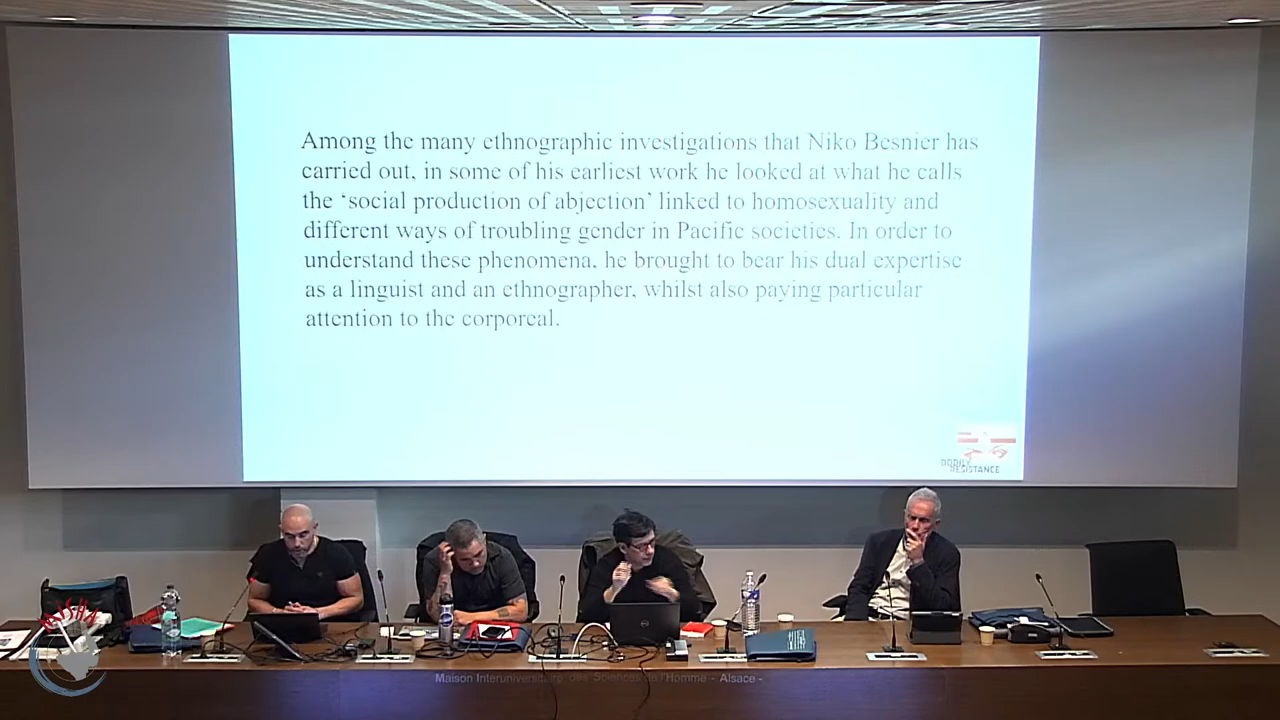 Among the many ethnographic investigations that Niko Besnier has
carried out, in some of his earliest work he looked at what he calls
the ‘social production of abjection’ linked to homosexuality and
different ways of troubling gender in Pacific societies. In order to
understand these phenomena, he brought to bear his dual expertise
as a linguist and an ethnographer, whilst also paying particular
attention to the corporeal.
BODILY
RESISTANCE
MISHA
DELL
Maison Interuniversitaire des Sciences de l'Homme - Alsace -